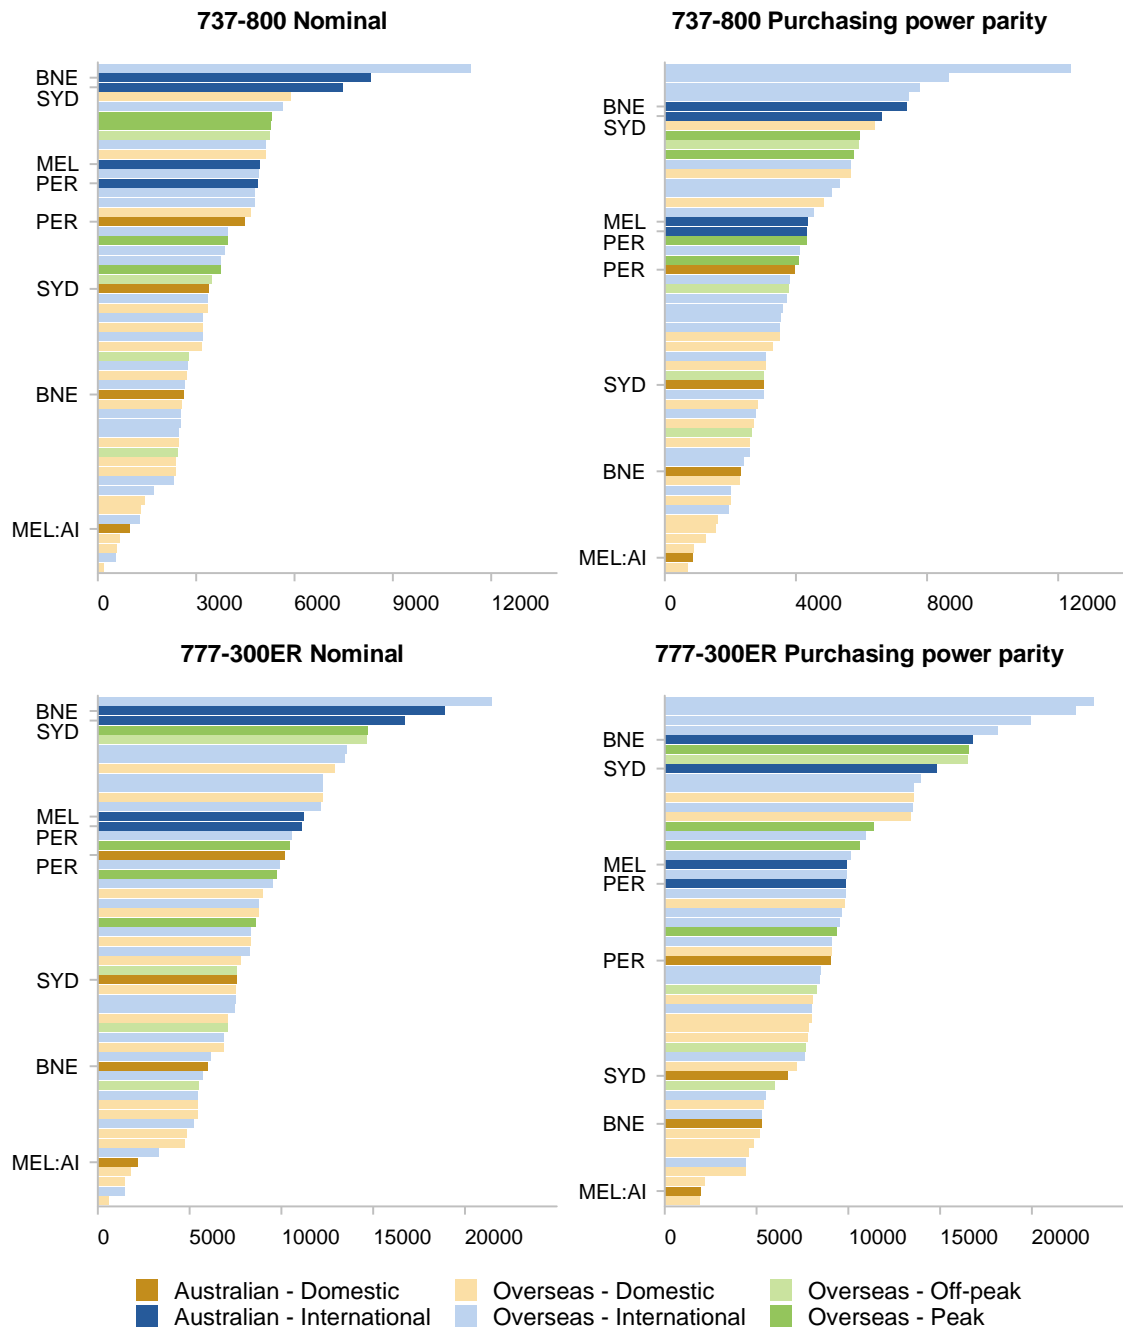 737-800 Nominal
BNE
SYD
MEL
PER
PER
SYD
BNE
MEL:AI
0 3000 6000 9000 12000
737-800 Purchasing power parity
BNE
SYD
MEL
PER
PER
SYD
BNE
MEL:AI
0 4000 8000 12000
777-300ER Nominal
BNE
SYD
MEL
PER
PER
SYD
BNE
MEL:AI
0 5000 10000 15000 20000
777-300ER Purchasing power parity
BNE
SYD
MEL
PER
PER
SYD
BNE
MEL:AI
0 5000 10000 15000 20000
Australian - Domestic
Australian - International
Overseas - Domestic
Overseas - International
Overseas - Off-peak
Overseas - Peak